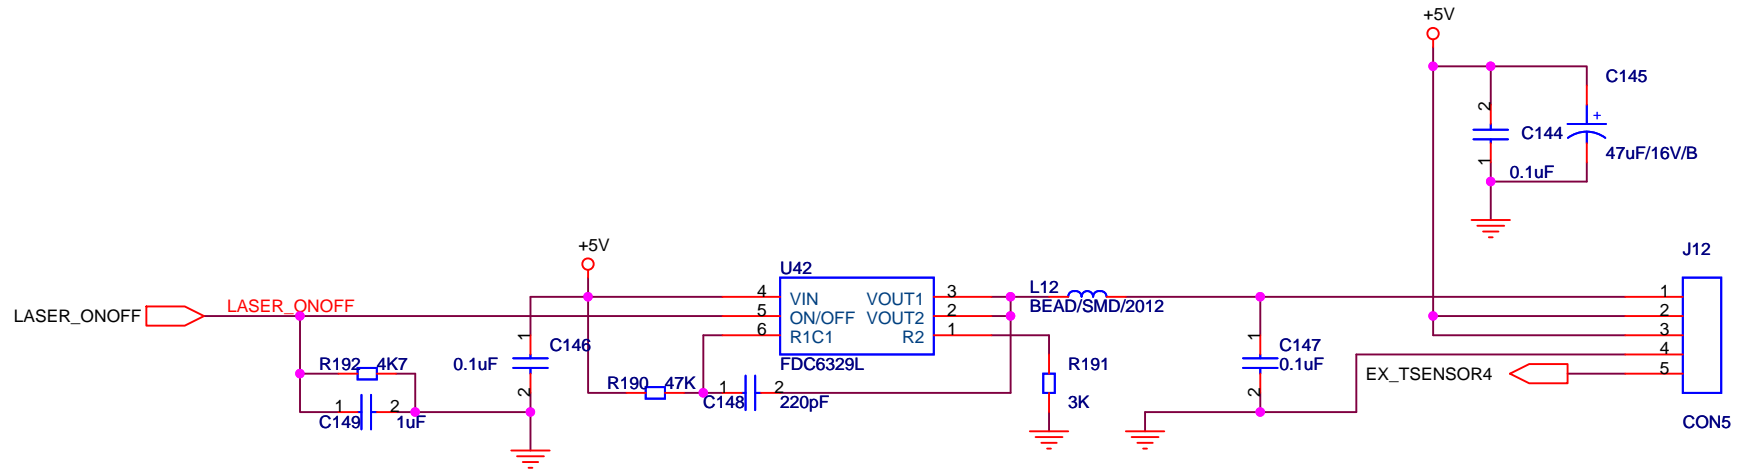 +5V
C145
2
+
C144
47uF/16V/B
1
0.1uF
+5V
J12
U42
LASER_ONOFF
LASER_ONOFF
4
VIN
VOUT1
3
5
ON/OFF
VOUT2
2
6
R1C1
R2
1
FDC6329L
L12
BEAD/SMD/2012
1
2
3
4
5
1
C146
0.1uF
2
R192
4K7
1
2
C149
1uF
R190
47K
1
2
C148
220pF
R191
3K
1
C147
0.1uF
2
EX_TSENSOR4
CON5